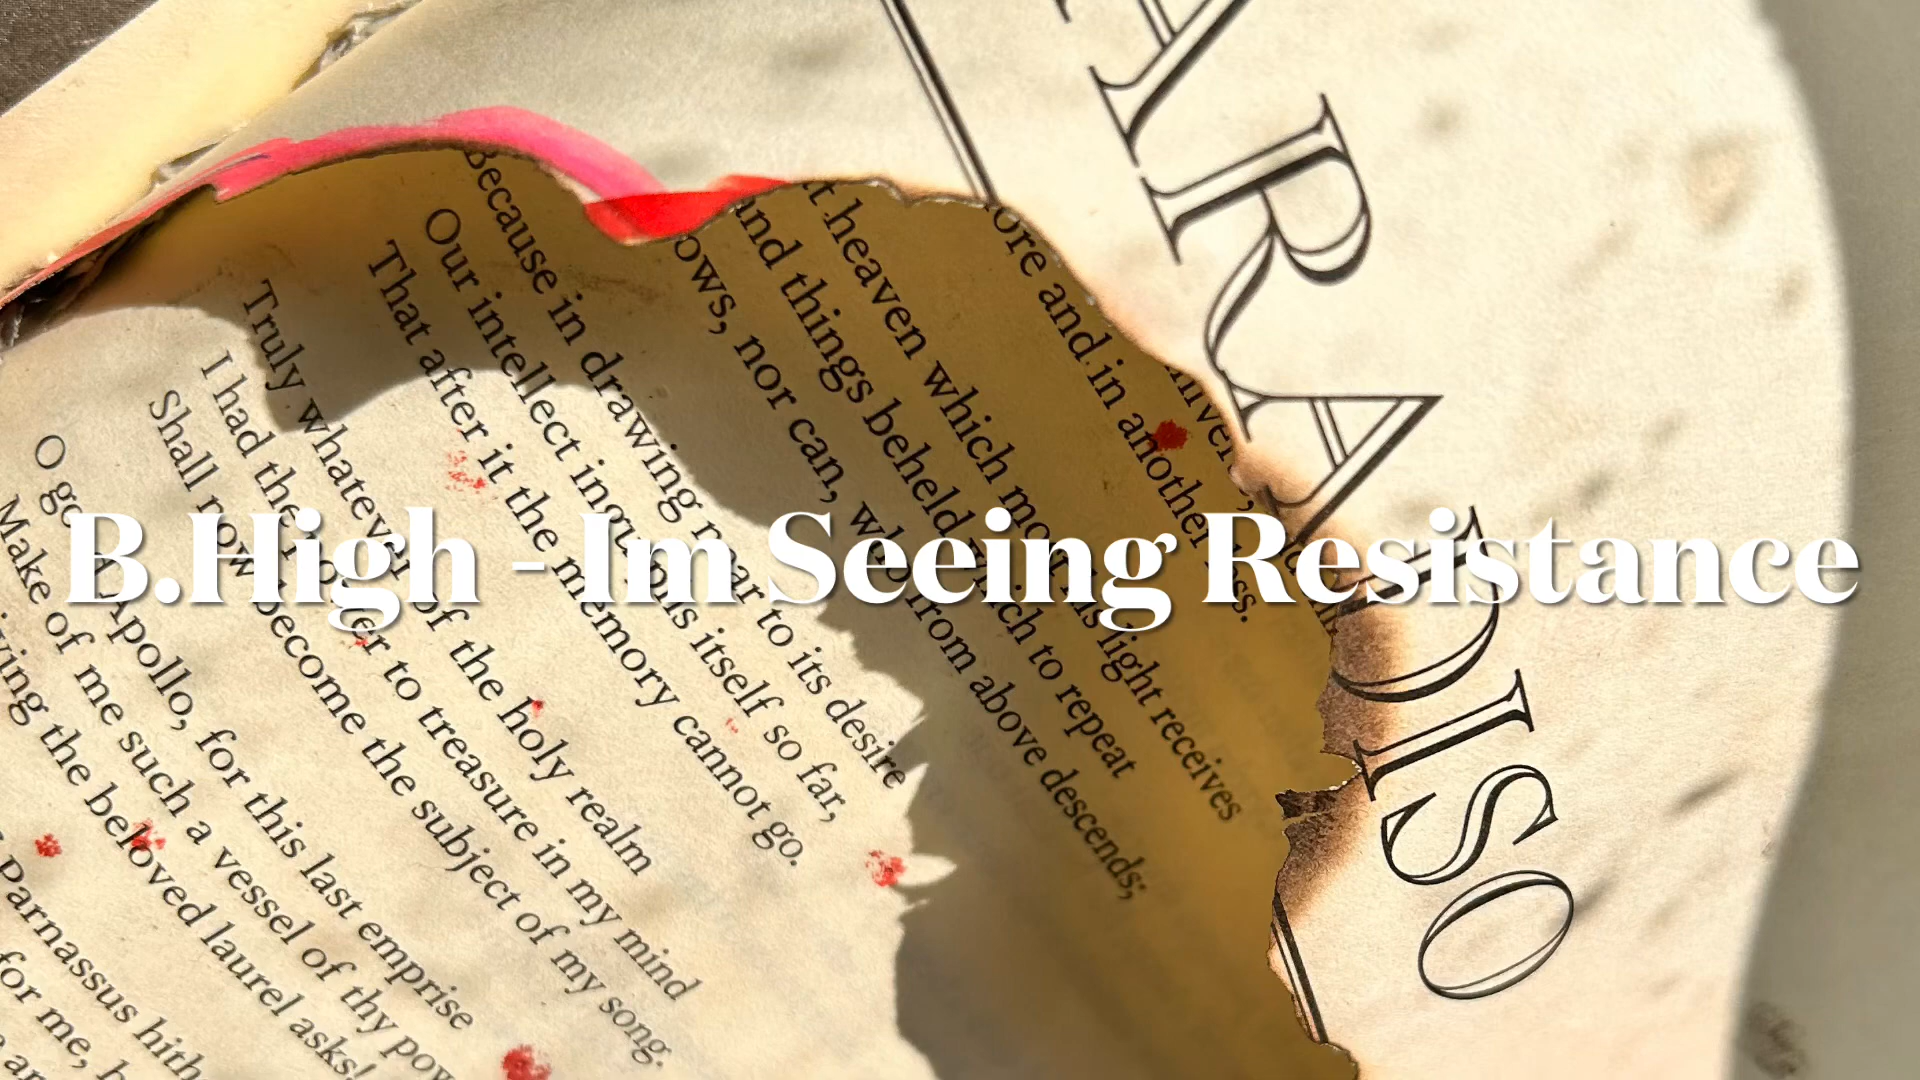 B.High - Im Seeing Resistance
ARADISO
more and in another less.
t heaven which most his light receives
and things beheld which to repeat
ows, nor can, who from above descends;
Because in drawing near to its desire
Our intellect ingulphs itself so far,
That after it the memory cannot go.
Truly whatever of the holy realm
I had the power to treasure in my mind
Shall now become the subject of my song.
O good Apollo, for this last emprise
Make of me such a vessel of thy pow
ving the beloved laurel asks!
Parnassus hith
for me, b